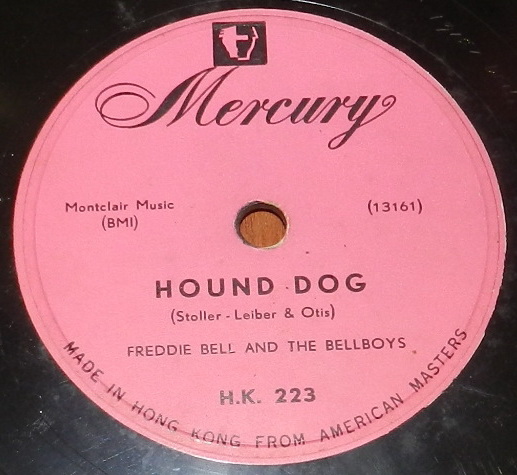 Mercury
Montclair Music
(BMI)
(13161)
HOUND DOG
(Stoller - Leiber & Otis)
FREDDIE BELL AND THE BELLBOYS
H.K. 223
MADE IN HONG KONG FROM AMERICAN MASTERS